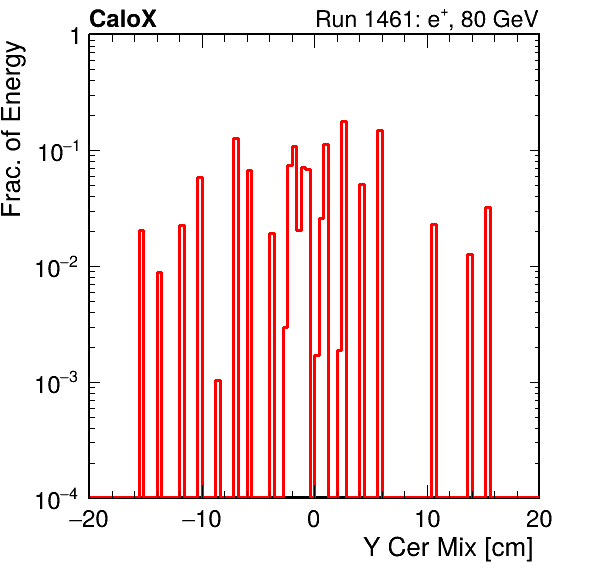 CaloX Run 1461: e⁺, 80 GeV
Frac. of Energy
1
10⁻¹
10⁻²
10⁻³
10⁻⁴
−20 −10 0 10 20
Y Cer Mix [cm]